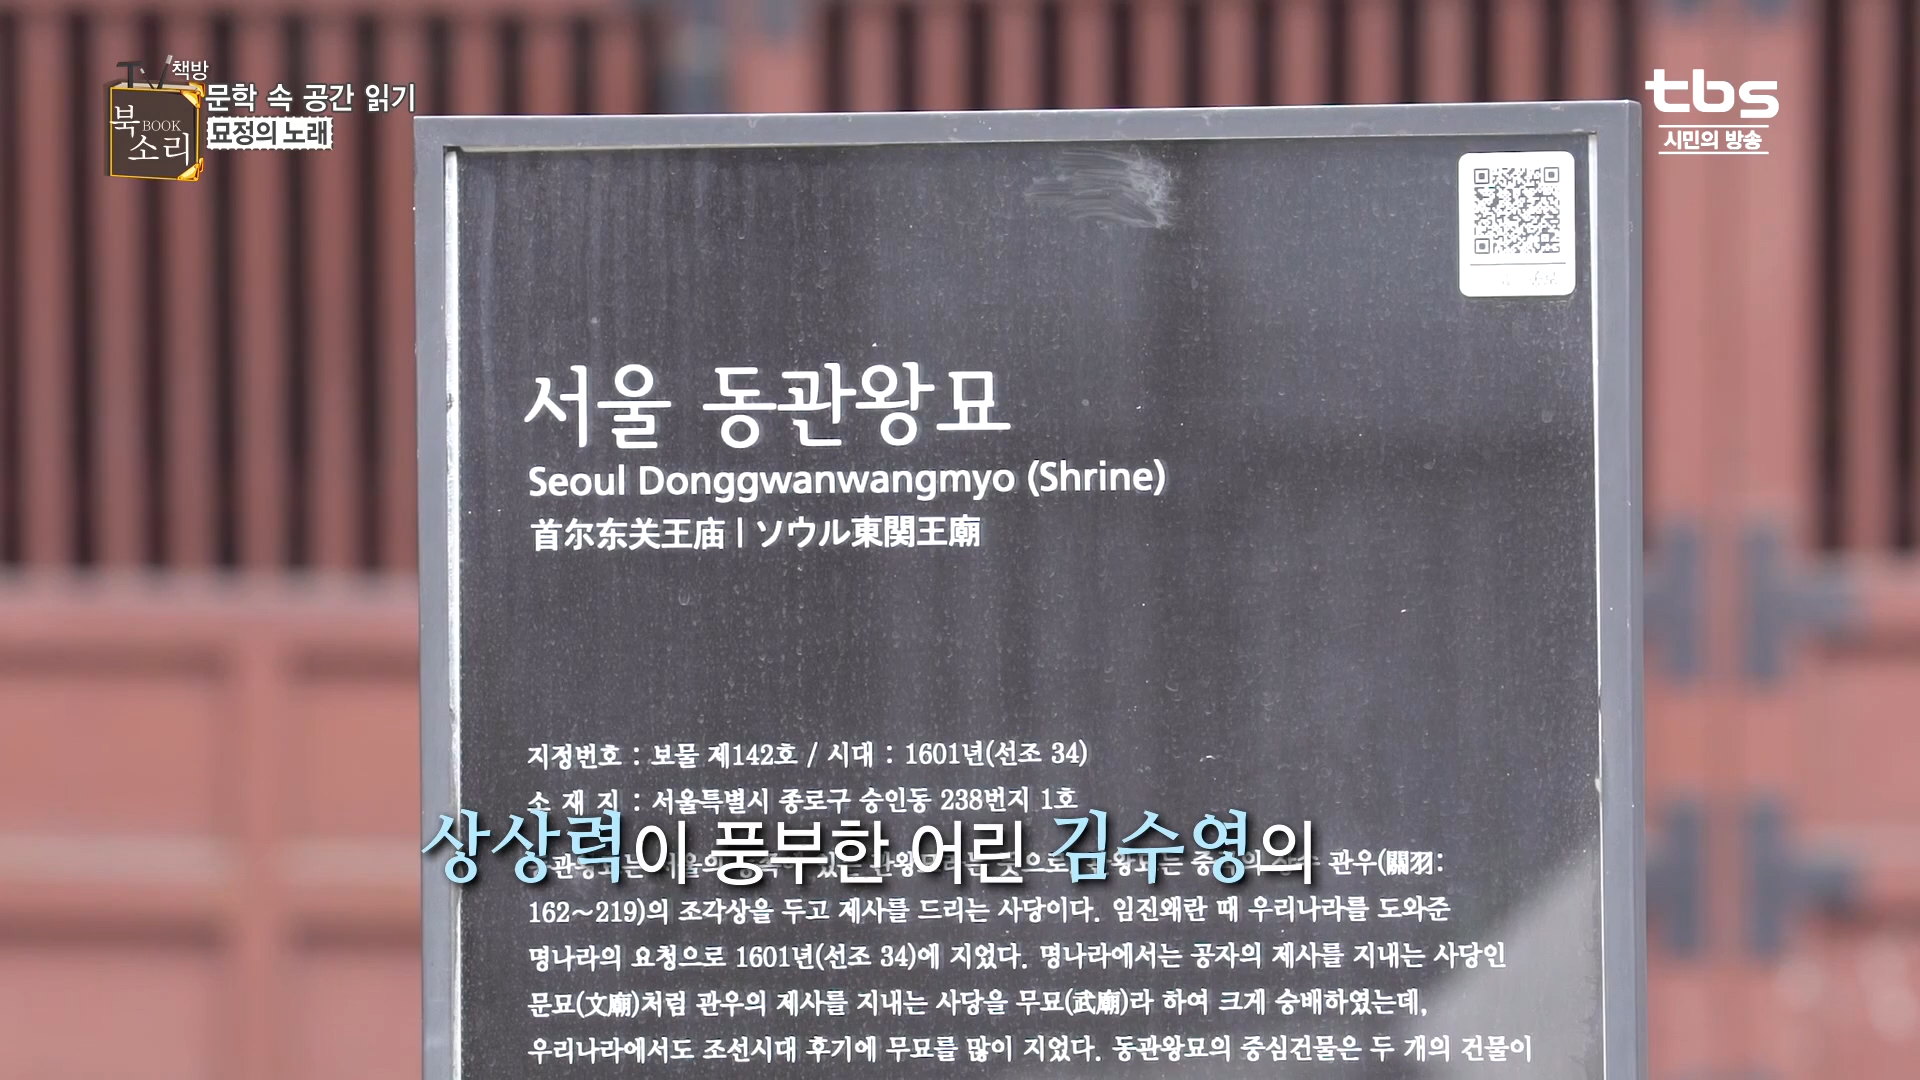 TV책방
북소리
BOOK
문학 속 공간 읽기
묘정의 노래
tbs
시민의 방송
서울 동관왕묘
Seoul Donggwanwangmyo (Shrine)
首尔东关王庙 | ソウル東関王廟
지정번호 : 보물 제142호 / 시대 : 1601년(선조 34)
소 재 지 : 서울특별시 종로구 숭인동 238번지 1호
상상력이 풍부한 어린 김수영의
관우(關羽:
162~219)의 조각상을 두고 제사를 드리는 사당이다. 임진왜란 때 우리나라를 도와준
명나라의 요청으로 1601년(선조 34)에 지었다. 명나라에서는 공자의 제사를 지내는 사당인
문묘(文廟)처럼 관우의 제사를 지내는 사당을 무묘(武廟)라 하여 크게 숭배하였는데,
우리나라에서도 조선시대 후기에 무묘를 많이 지었다. 동관왕묘의 중심건물은 두 개의 건물이